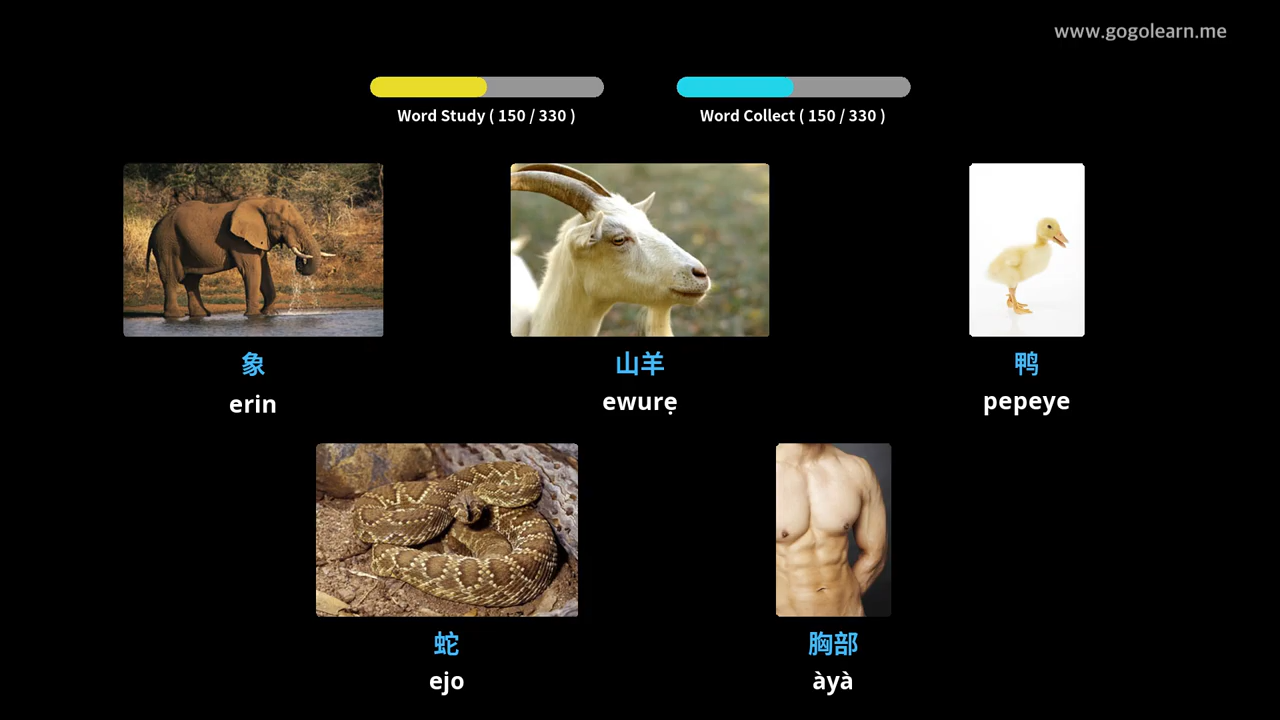 www.gogolearn.me
Word Study ( 150 / 330 )
Word Collect ( 150 / 330 )
象
erin
山羊
ewurẹ
鸭
pepeye
蛇
ejo
胸部
àyà